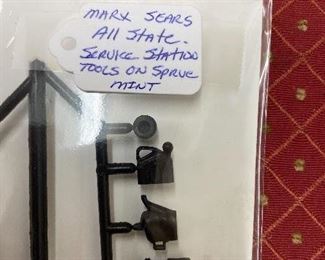 MARX SEARS
All State.
SERVICE STATION
TOOLS ON SPRUE
MINT